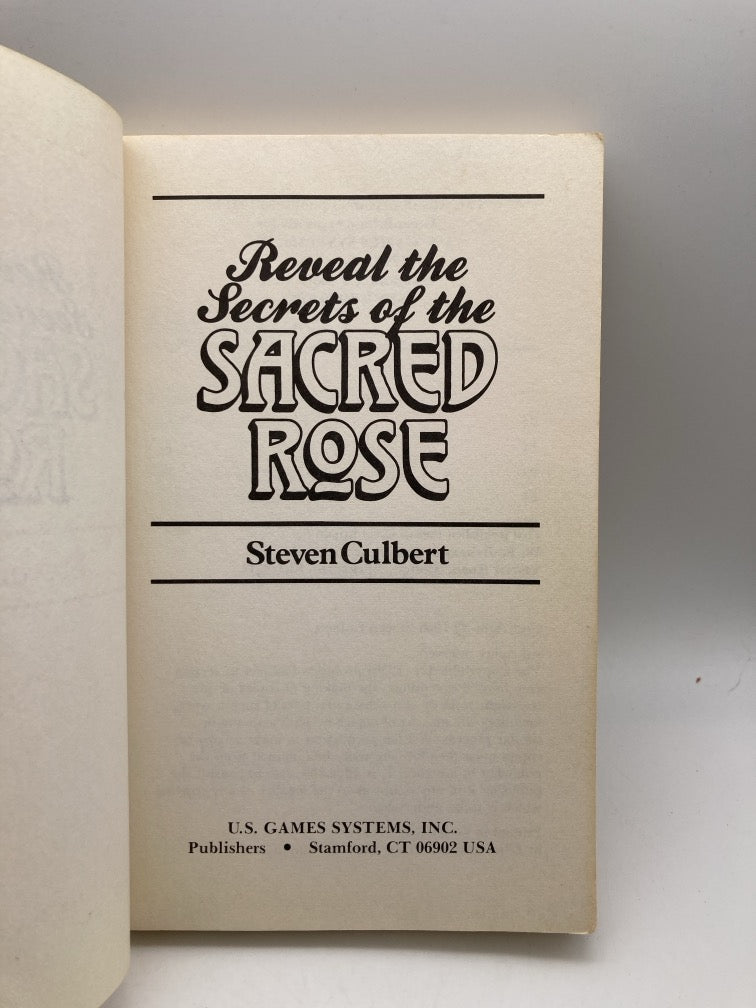 Reveal the
Secrets of the
SACRED
ROSE
Steven Culbert
U.S. GAMES SYSTEMS, INC.
Publishers • Stamford, CT 06902 USA